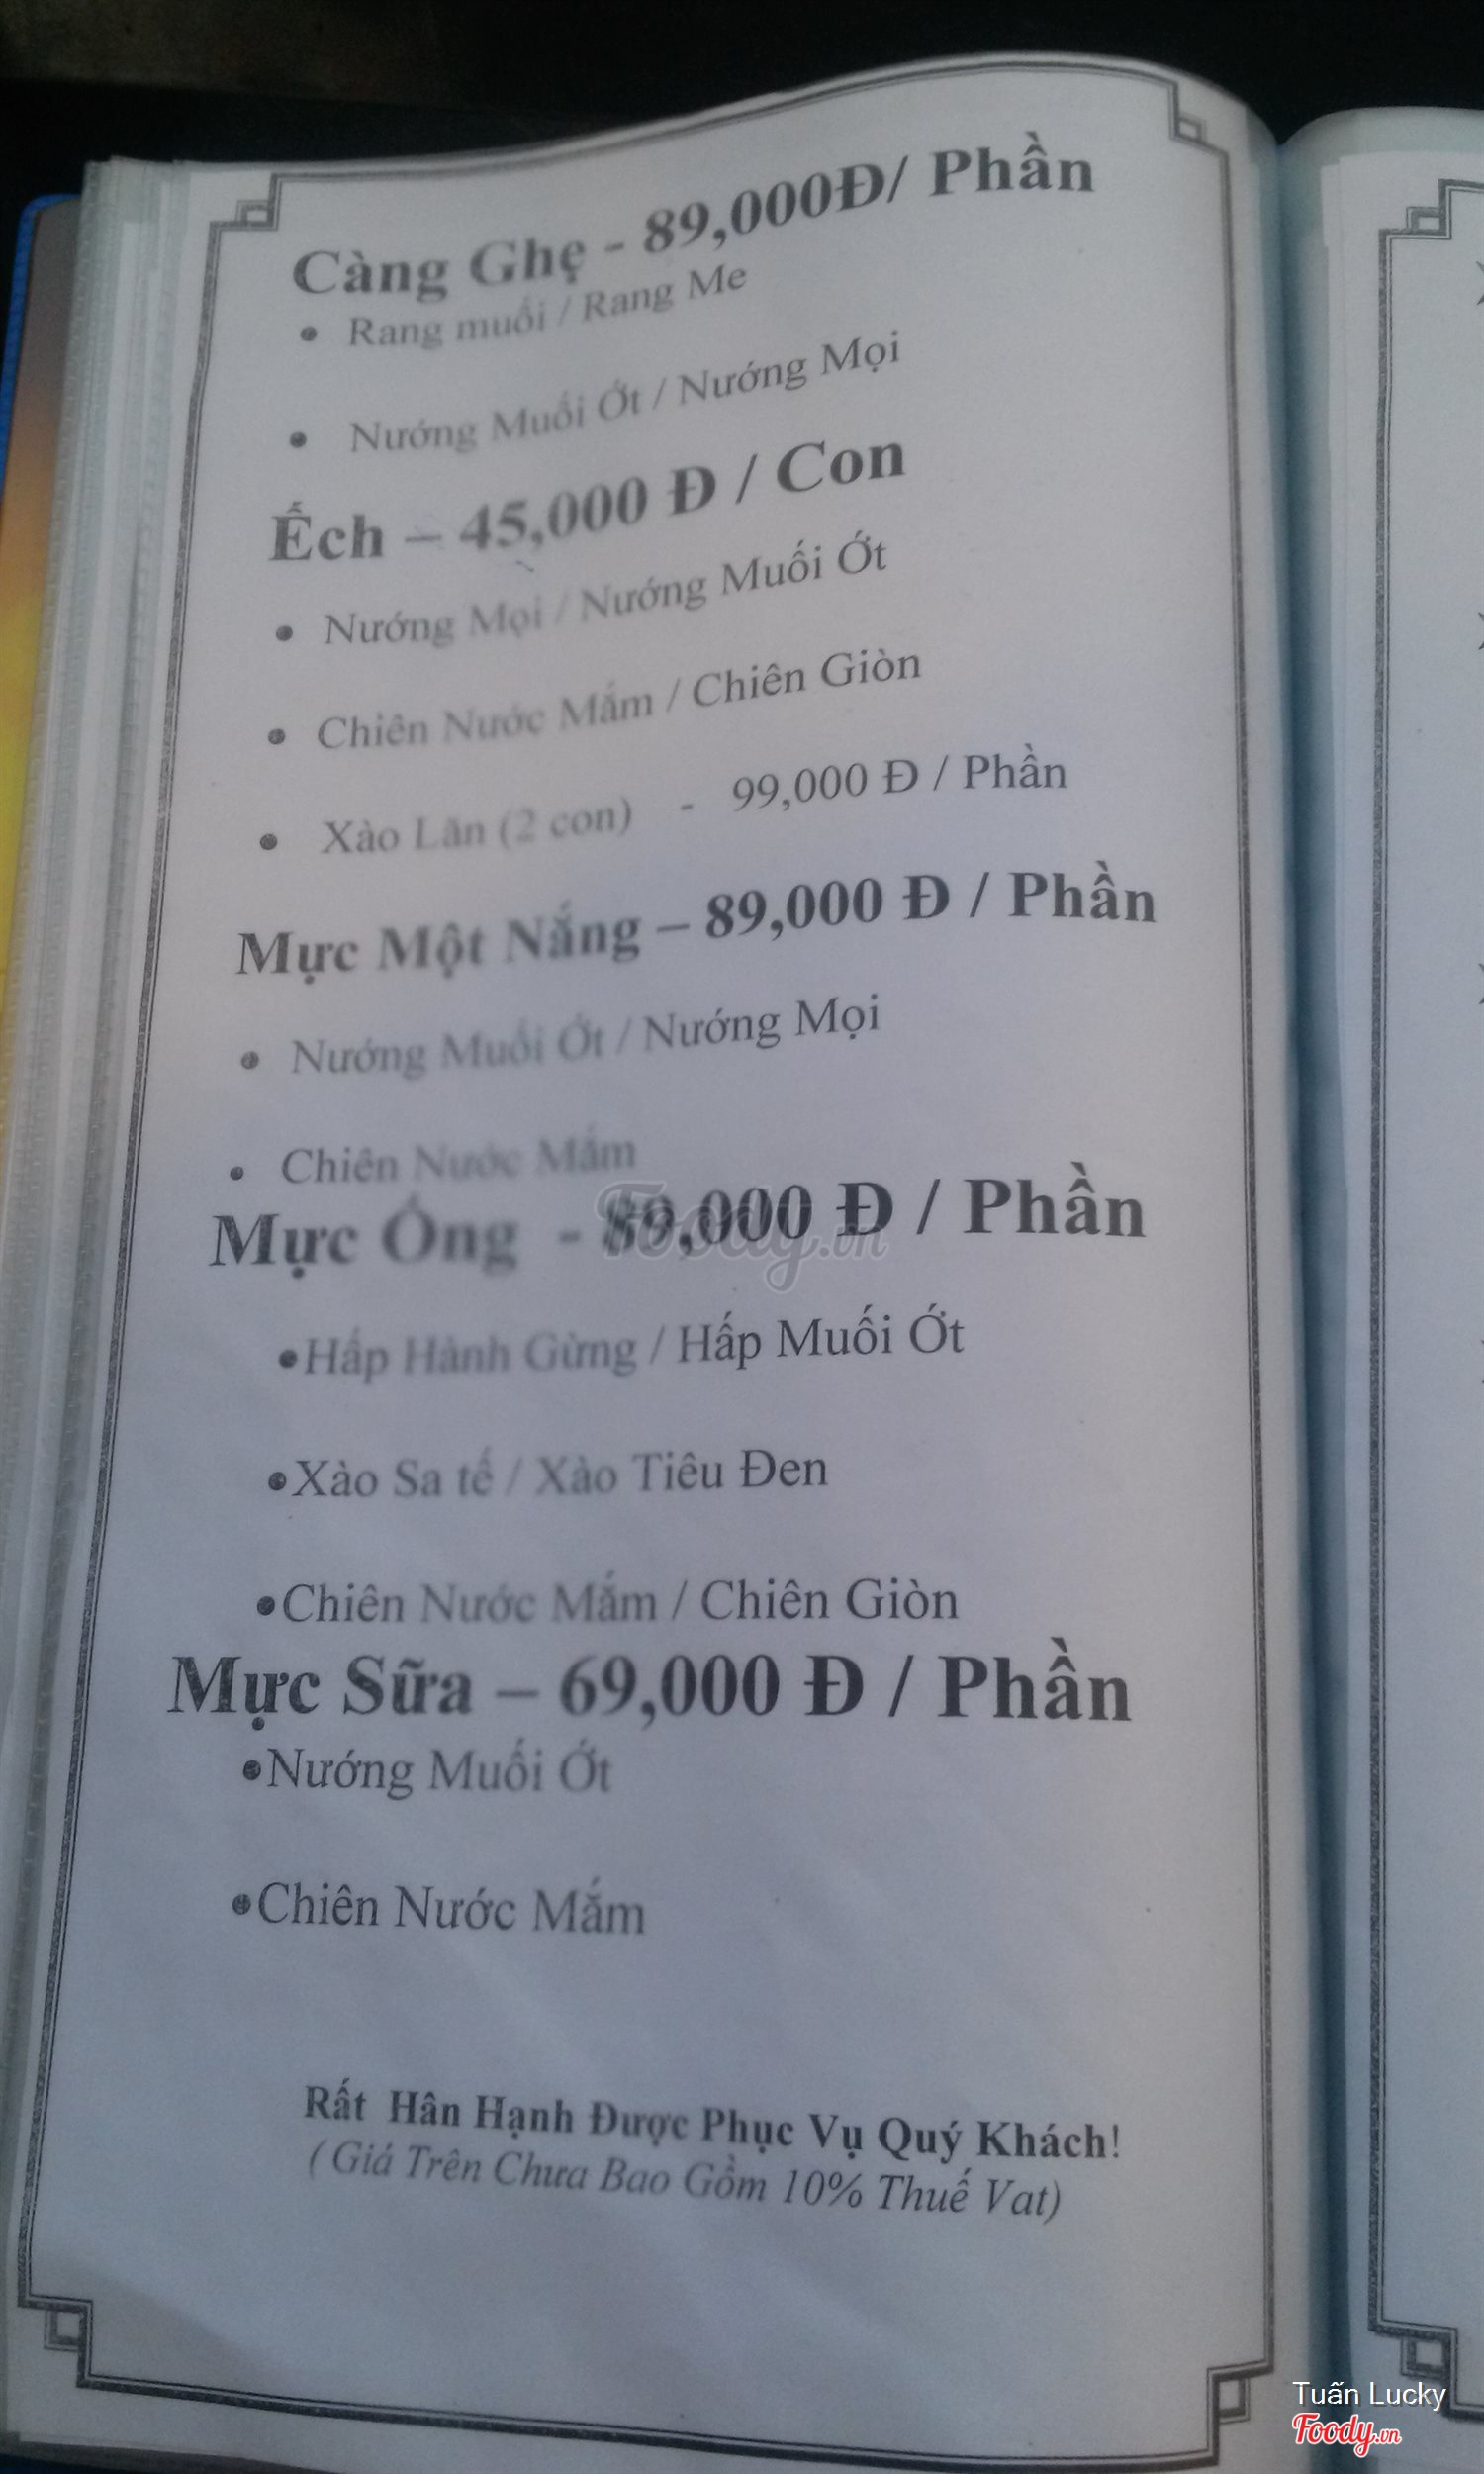 Càng Ghẹ - 89,000Đ/ Phần
• Rang muối / Rang Me
• Nướng Muối Ớt / Nướng Mọi
Ếch – 45,000 Đ / Con
• Nướng Mọi / Nướng Muối Ớt
• Chiên Nước Mắm / Chiên Giòn
• Xào Lăn (2 con) - 99,000 Đ / Phần
Mực Một Nắng – 89,000 Đ / Phần
• Nướng Muối Ớt / Nướng Mọi
• Chiên Nước Mắm
Mực Ống - 89,000 Đ / Phần
Foody.vn
•Hấp Hành Gừng / Hấp Muối Ớt
•Xào Sa tế / Xào Tiêu Đen
•Chiên Nước Mắm / Chiên Giòn
Mực Sữa – 69,000 Đ / Phần
•Nướng Muối Ớt
•Chiên Nước Mắm
Rất Hân Hạnh Được Phục Vụ Quý Khách!
( Giá Trên Chưa Bao Gồm 10% Thuế Vat)
Tuấn Lucky
Foody.vn